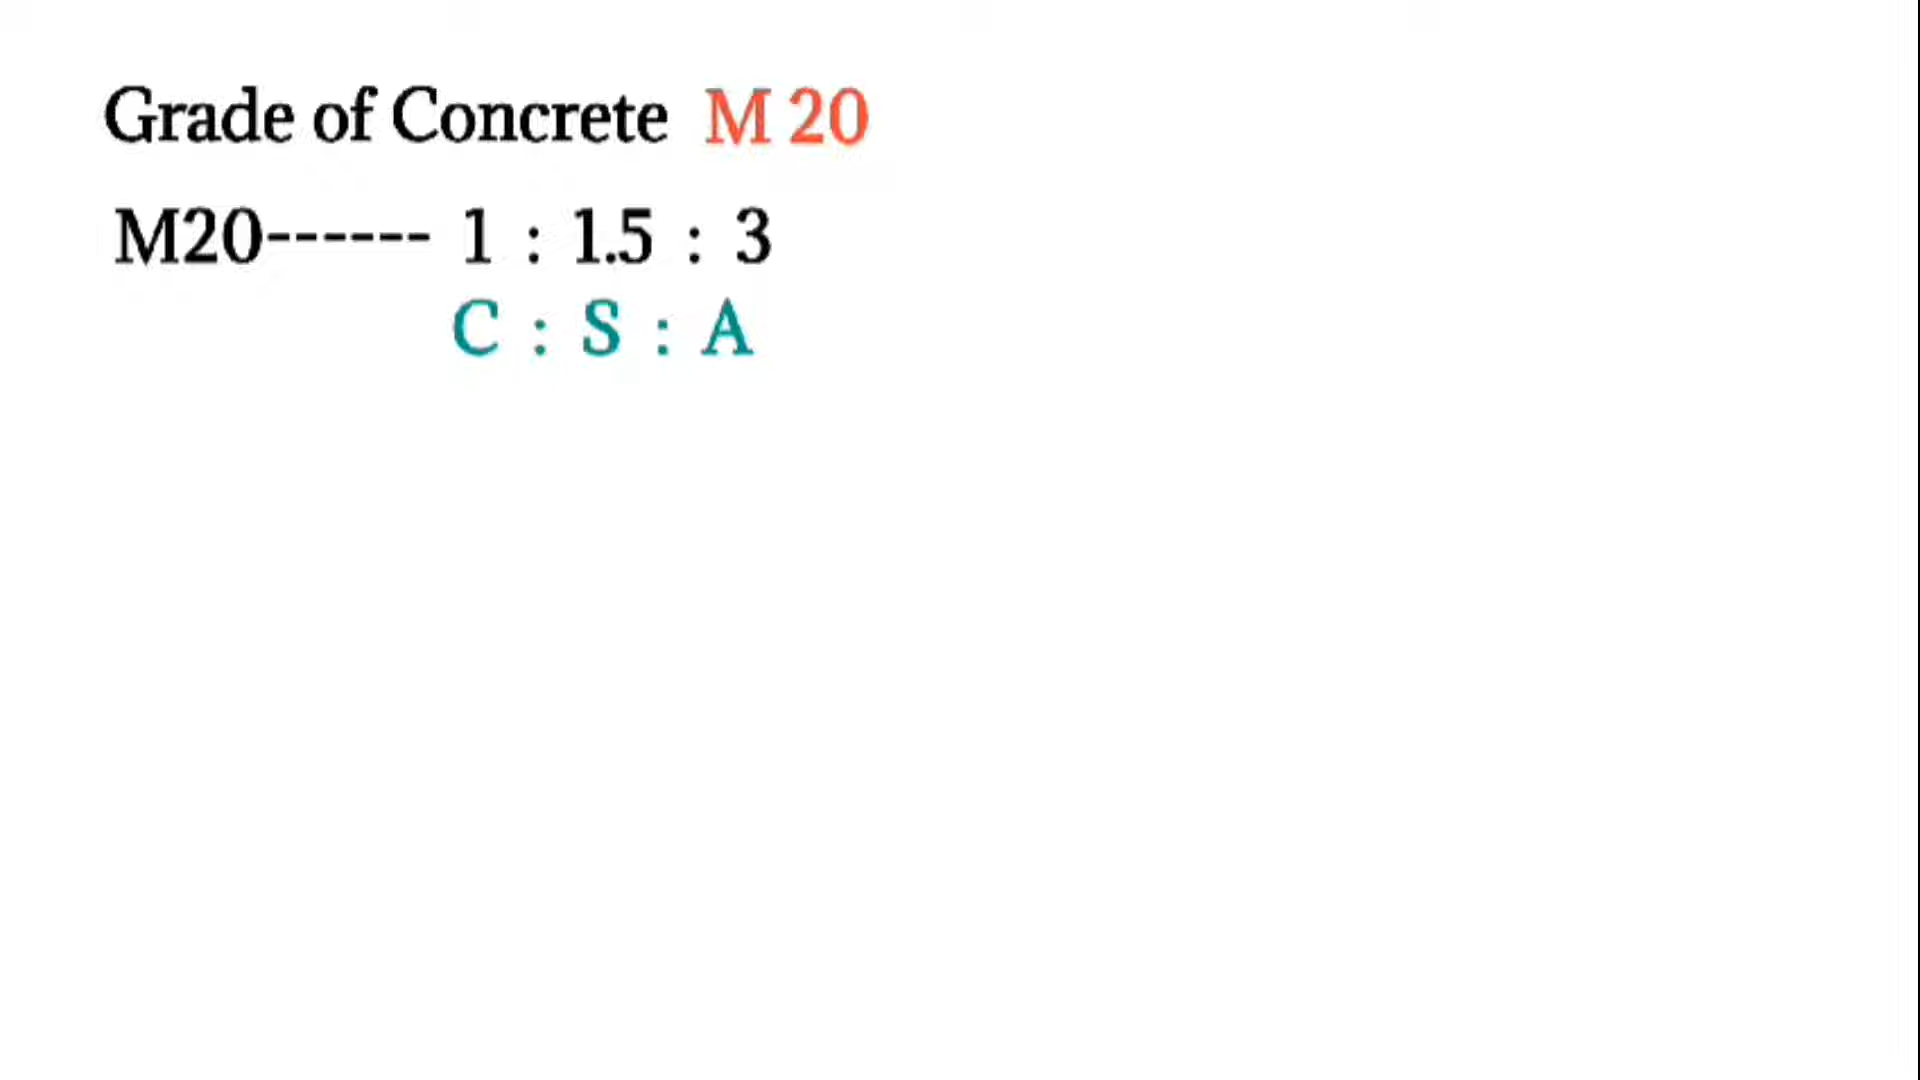 Grade of Concrete M 20
M20------ 1 : 1.5 : 3
C : S : A